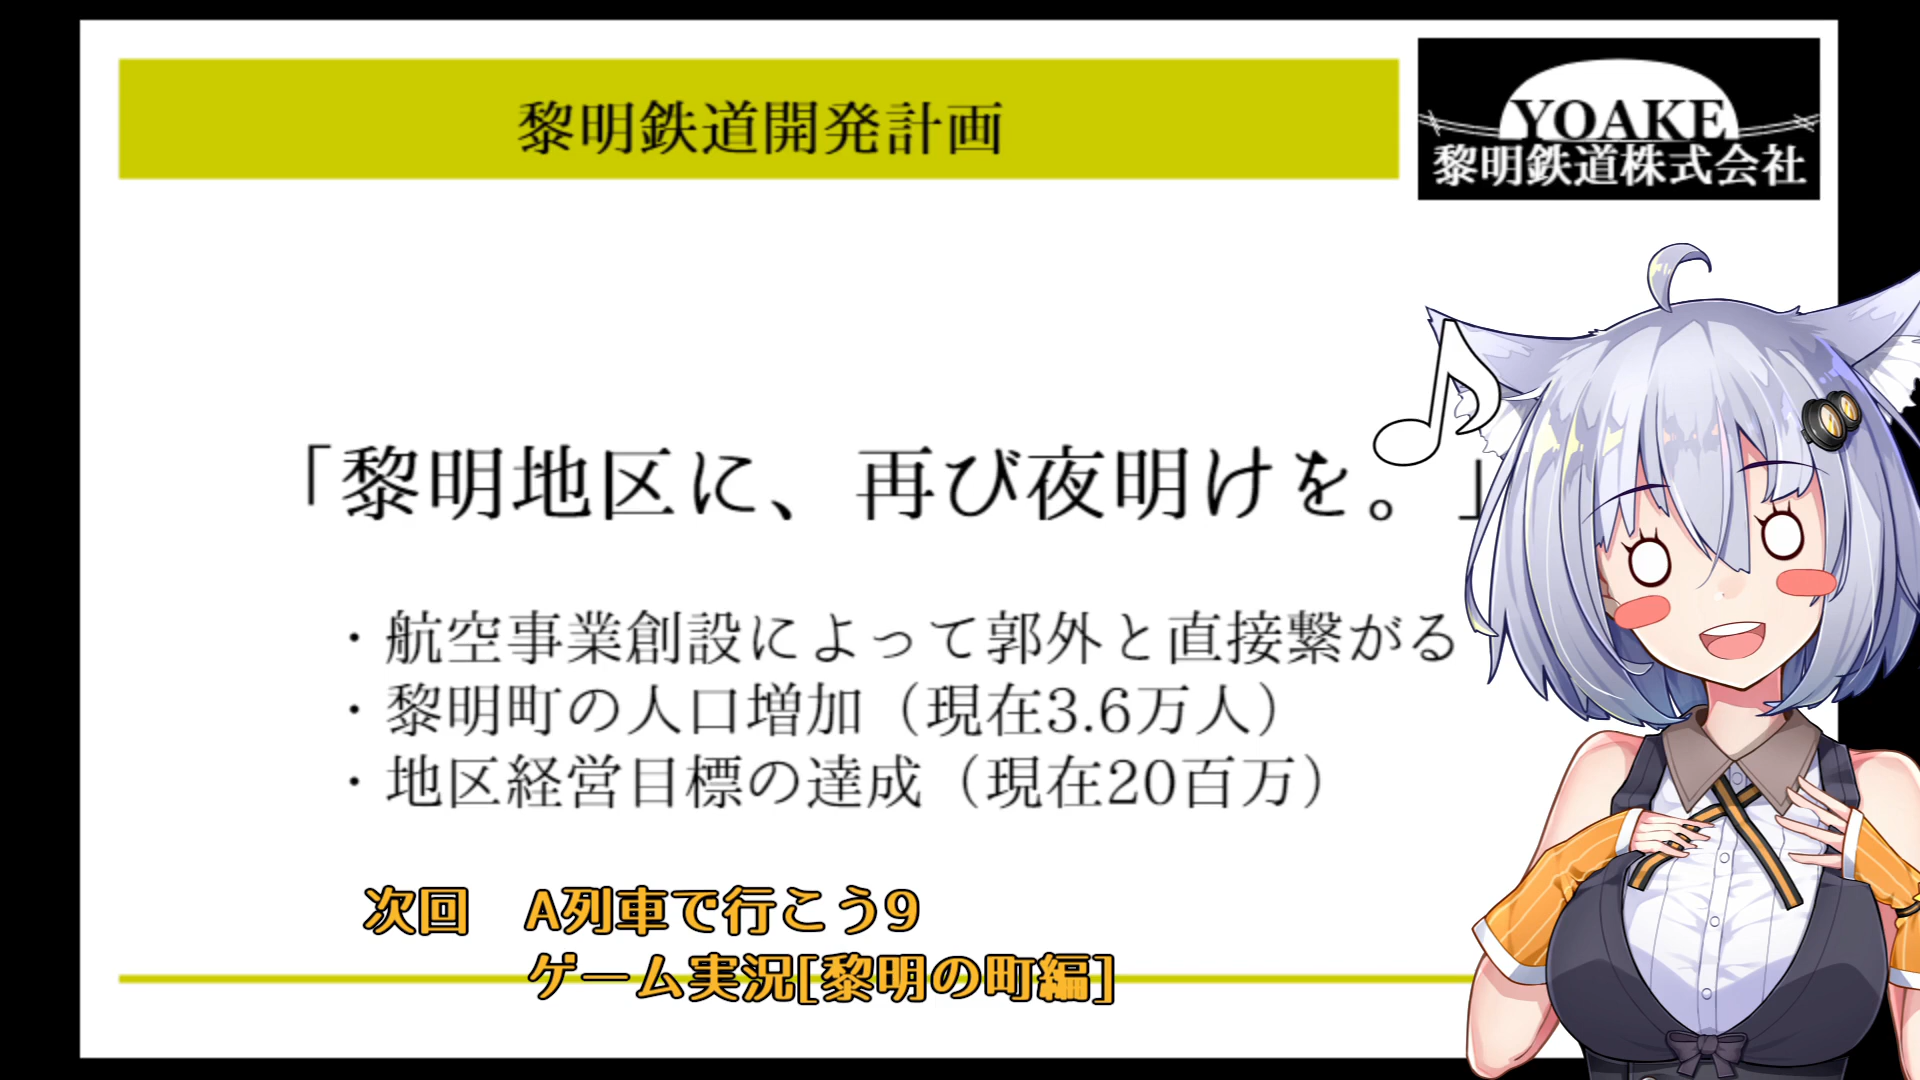 黎明鉄道開発計画
YOAKE
黎明鉄道株式会社
「黎明地区に、再び夜明けを。」
・航空事業創設によって郭外と直接繋がる
・黎明町の人口増加（現在3.6万人）
・地区経営目標の達成（現在20百万）
次回　A列車で行こう9
ゲーム実況[黎明の町編]